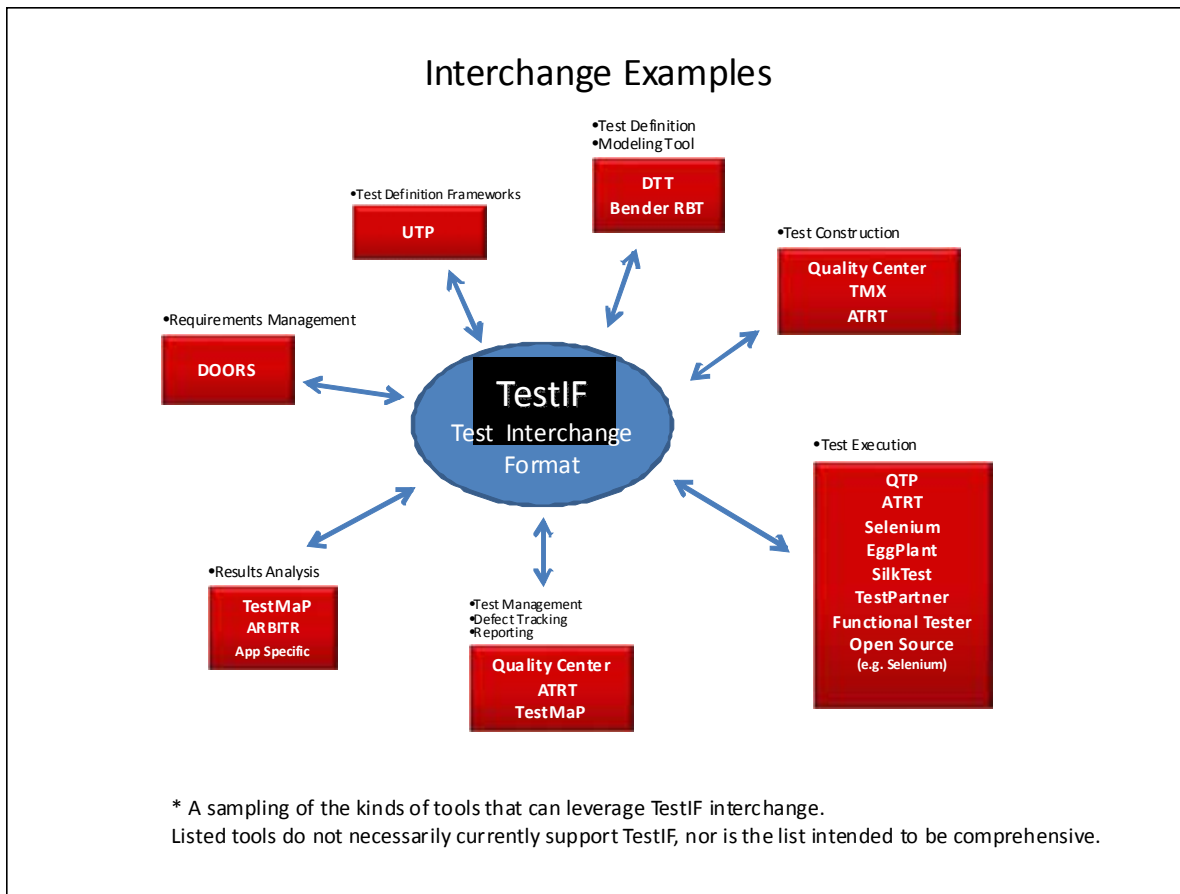 Interchange Examples
•Test Definition
•Modeling Tool
DTT
Bender RBT
•Test Definition Frameworks
UTP
•Test Construction
Quality Center
TMX
ATRT
•Requirements Management
DOORS
TestIF
Test Interchange
Format
•Test Execution
QTP
ATRT
Selenium
EggPlant
SilkTest
TestPartner
Functional Tester
Open Source
(e.g. Selenium)
•Results Analysis
TestMaP
ARBITR
App Specific
•Test Management
•Defect Tracking
•Reporting
Quality Center
ATRT
TestMaP
* A sampling of the kinds of tools that can leverage TestIF interchange.
Listed tools do not necessarily currently support TestIF, nor is the list intended to be comprehensive.